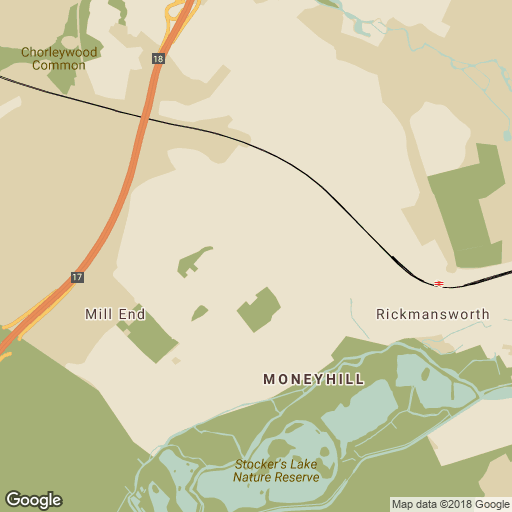 Chorleywood
Common
18
17
Mill End
Rickmansworth
MONEYHILL
Stocker's Lake
Nature Reserve
Google
Map data ©2018 Google